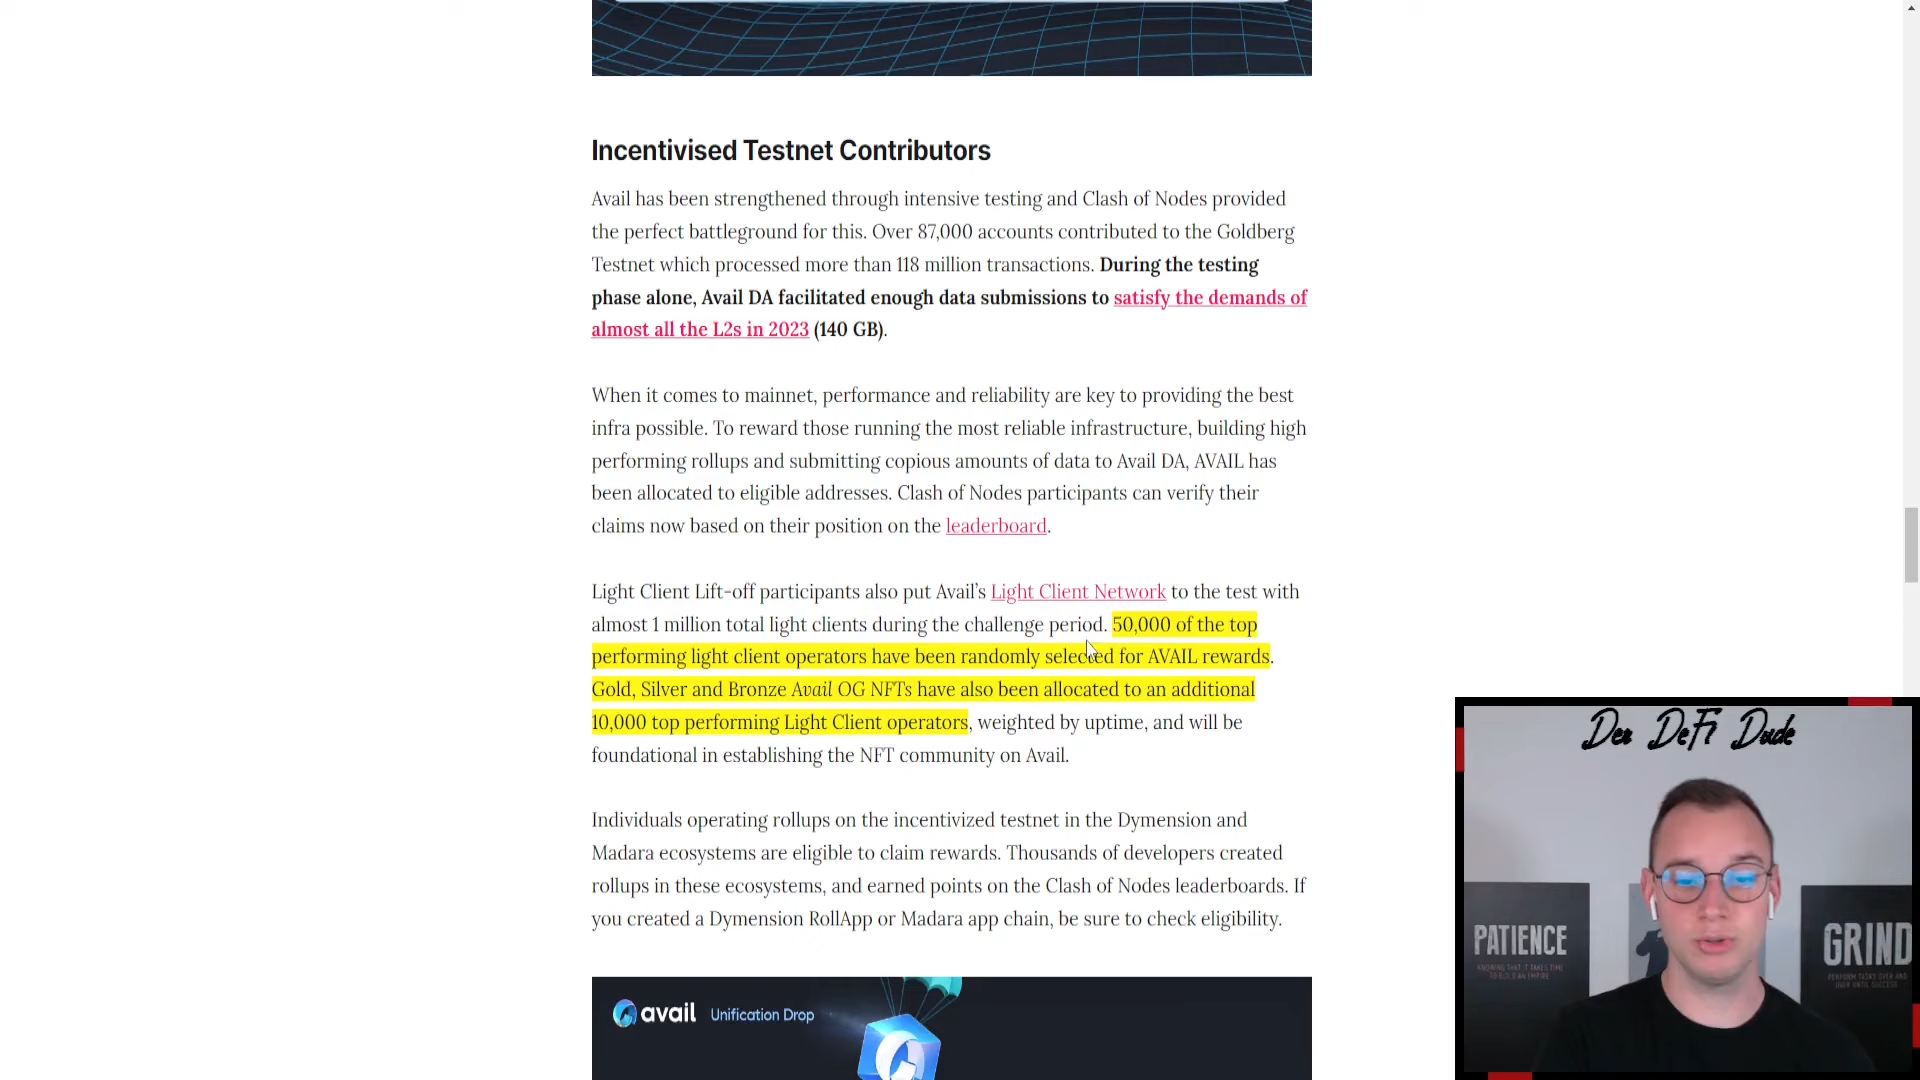 Incentivised Testnet Contributors
Avail has been strengthened through intensive testing and Clash of Nodes provided
the perfect battleground for this. Over 87,000 accounts contributed to the Goldberg
Testnet which processed more than 118 million transactions. During the testing
phase alone, Avail DA facilitated enough data submissions to satisfy the demands of
almost all the L2s in 2023 (140 GB).
When it comes to mainnet, performance and reliability are key to providing the best
infra possible. To reward those running the most reliable infrastructure, building high
performing rollups and submitting copious amounts of data to Avail DA, AVAIL has
been allocated to eligible addresses. Clash of Nodes participants can verify their
claims now based on their position on the leaderboard.
Light Client Lift-off participants also put Avail’s Light Client Network to the test with
almost 1 million total light clients during the challenge period. 50,000 of the top
performing light client operators have been randomly selected for AVAIL rewards.
Gold, Silver and Bronze Avail OG NFTs have also been allocated to an additional
10,000 top performing Light Client operators, weighted by uptime, and will be
foundational in establishing the NFT community on Avail.
Individuals operating rollups on the incentivized testnet in the Dymension and
Madara ecosystems are eligible to claim rewards. Thousands of developers created
rollups in these ecosystems, and earned points on the Clash of Nodes leaderboards. If
you created a Dymension RollApp or Madara app chain, be sure to check eligibility.
avail Unification Drop
Der DeFi Dude
PATIENCE
KNOWING THAT IT TAKES TIME
TO BUILD AN EMPIRE
GRIND